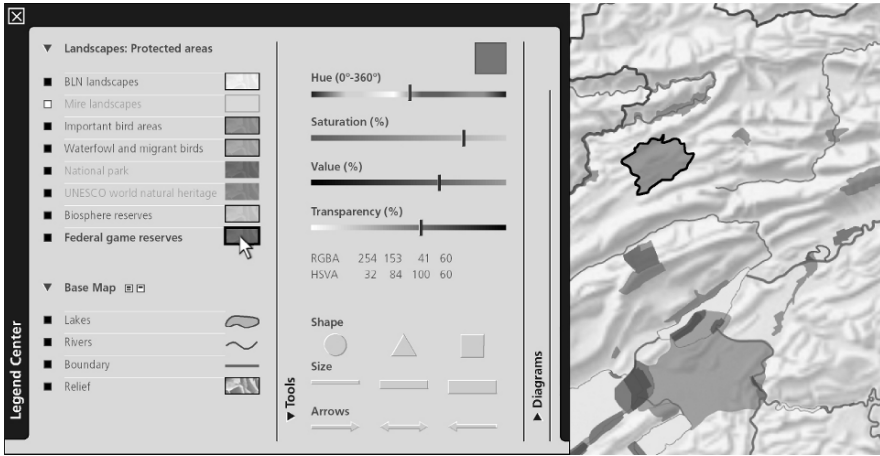 Legend Center
Landscapes: Protected areas
BLN landscapes
Mire landscapes
Important bird areas
Waterfowl and migrant birds
National park
UNESCO world natural heritage
Biosphere reserves
Federal game reserves
Base Map
Lakes
Rivers
Boundary
Relief
Tools
Hue (0°-360°)
Saturation (%)
Value (%)
Transparency (%)
RGBA 254 153 41 60
HSVA 32 84 100 60
Shape
Size
Arrows
Diagrams